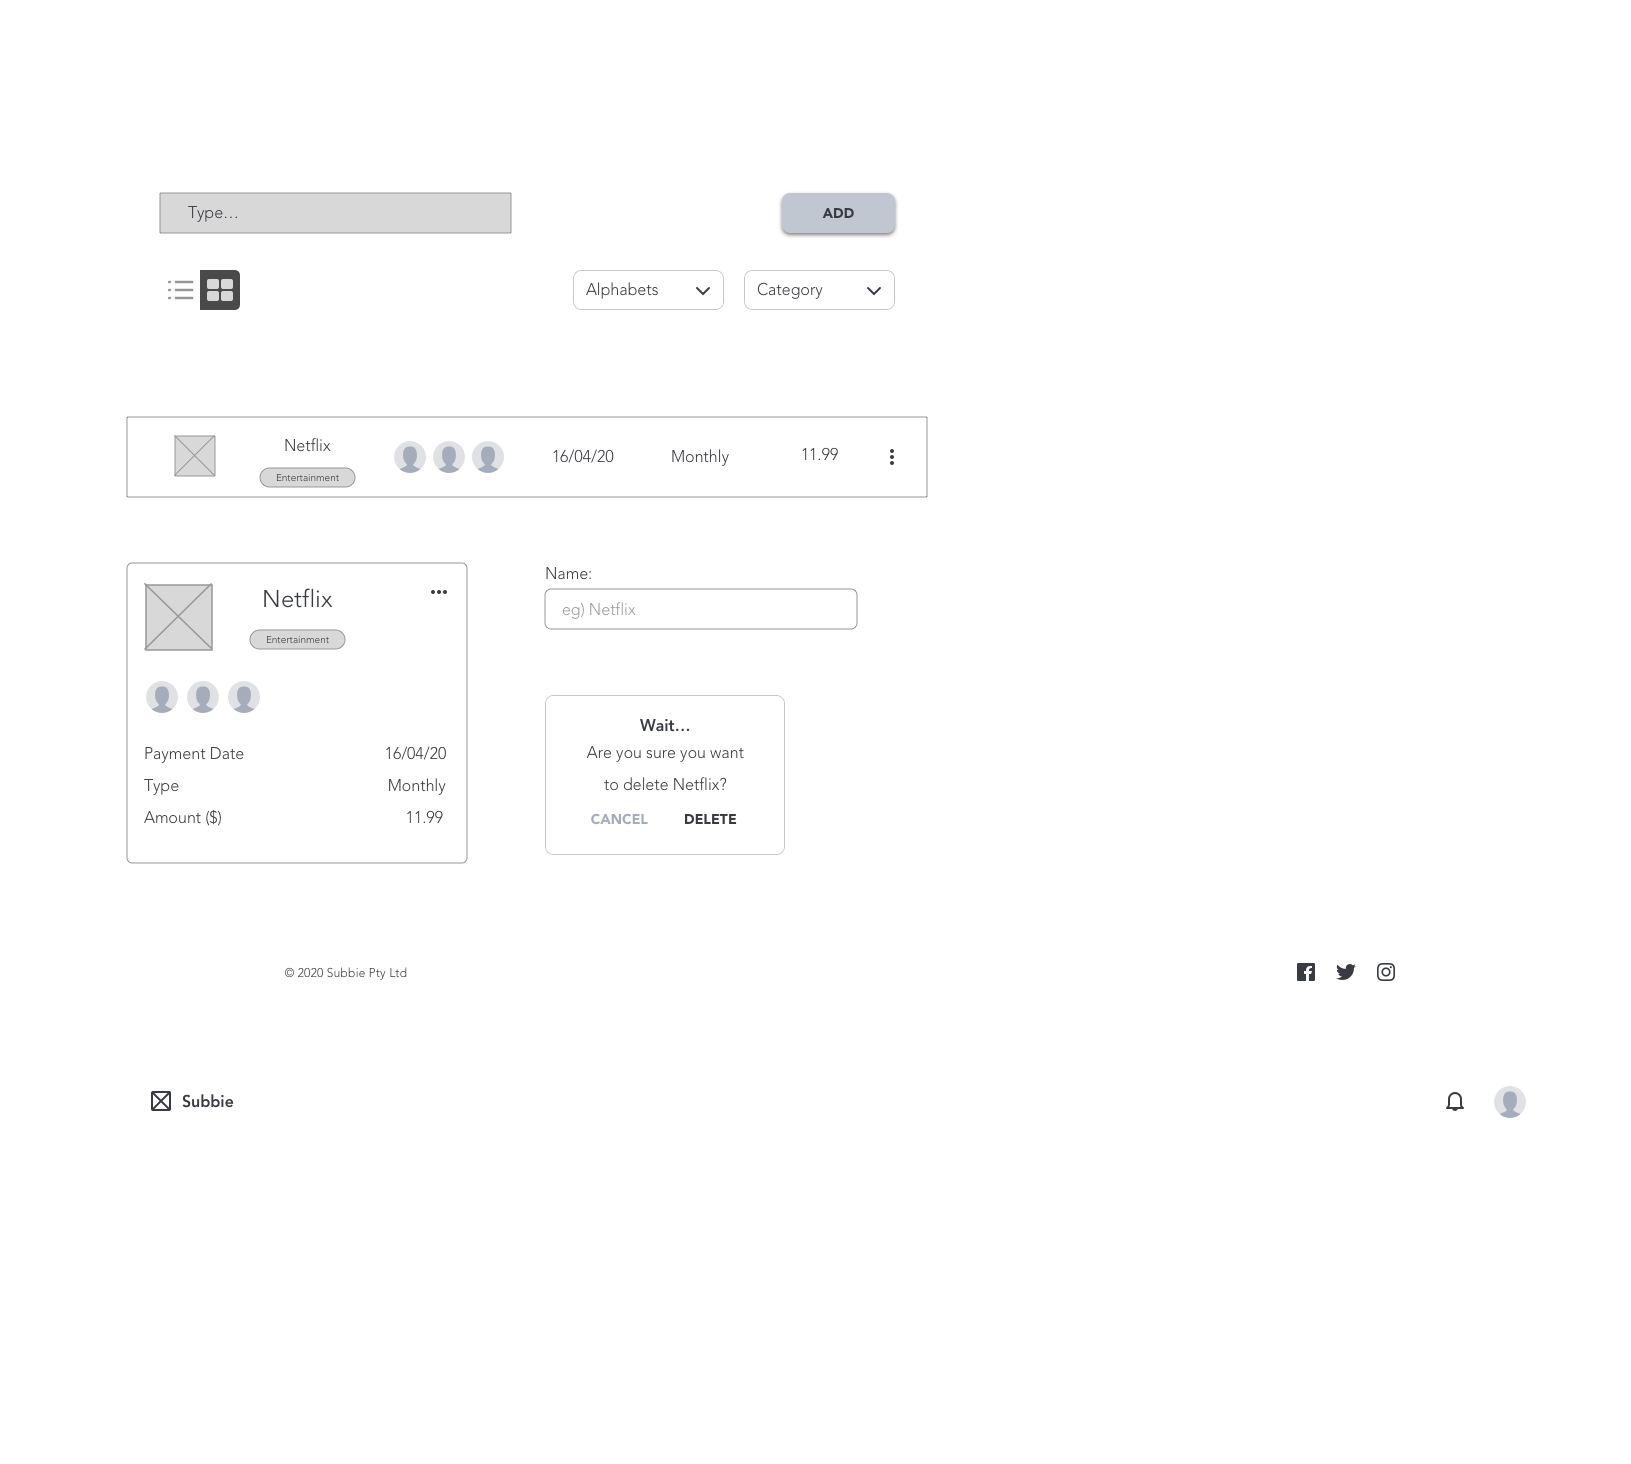 Type...
ADD
Alphabets
Category
Netflix
Entertainment
16/04/20
Monthly
11.99
Netflix
Entertainment
Payment Date 16/04/20
Type Monthly
Amount ($) 11.99
Name:
eg) Netflix
Wait...
Are you sure you want
to delete Netflix?
CANCEL DELETE
© 2020 Subbie Pty Ltd
Subbie